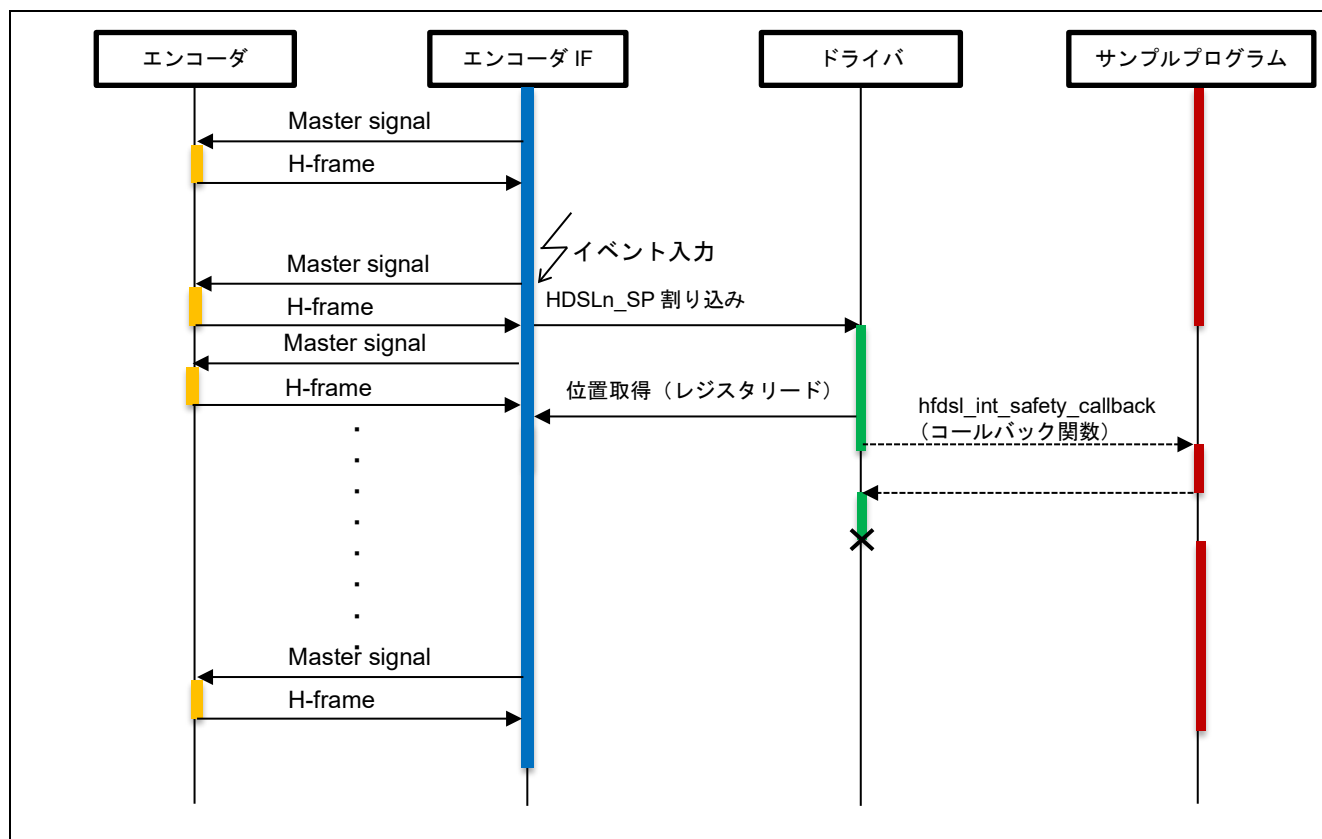 エンコーダ
エンコーダ IF
ドライバ
サンプルプログラム
Master signal
H-frame
イベント入力
Master signal
HDSLn_SP 割り込み
H-frame
Master signal
H-frame
位置取得（レジスタリード）
hfdsl_int_safety_callback
（コールバック関数）
Master signal
H-frame